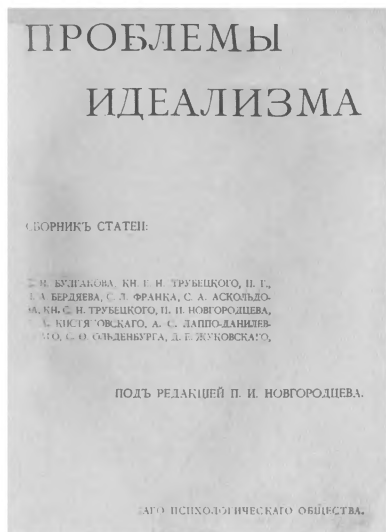 ПРОБЛЕМЫ
ИДЕАЛИЗМА
СБОРНИКЪ СТАТЕЙ:
БУЛГАКОВА, КН. Е. Н. ТРУБЕЦКОГО, П. Г.,
БЕРДЯЕВА, С. Л. ФРАНКА, С. А. АСКОЛЬДО-
ВА, КН. С. Н. ТРУБЕЦКОГО, П. И. НОВГОРОДЦЕВА,
КИСТЯКОВСКАГО, А. С. ЛАППО-ДАНИЛЕВ-
С. О. ОЛЬДЕНБУРГА, Д. Е. ЖУКОВСКАГО,
ПОДЪ РЕДАКЦІЕЙ П. И. НОВГОРОДЦЕВА.
ПСИХОЛОГИЧЕСКАГО ОБЩЕСТВА.